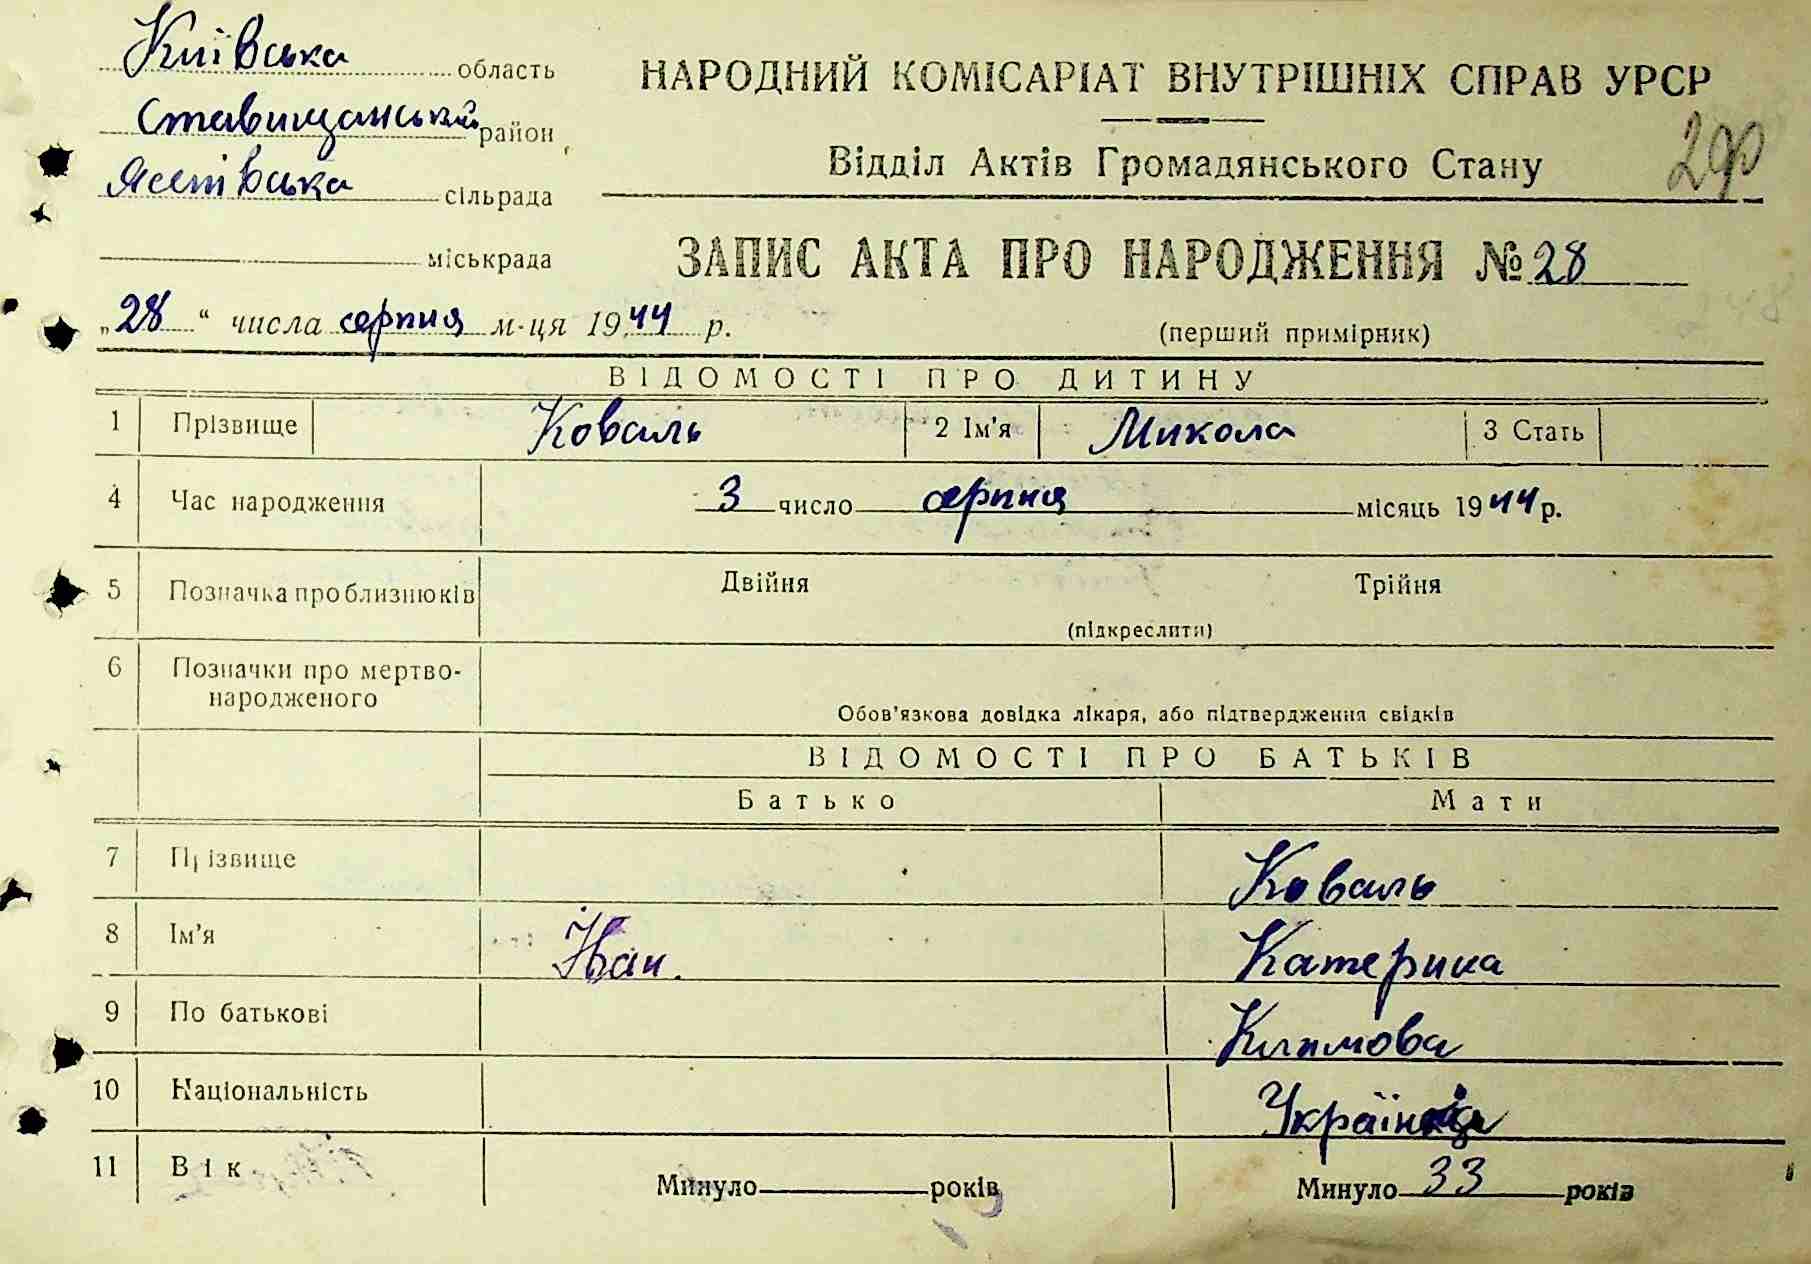 Київська область
НАРОДНИЙ КОМІСАРІАТ ВНУТРІШНІХ СПРАВ УРСР
Ставищанський район
Відділ Актів Громадянського Стану
сільрада
міськрада
ЗАПИС АКТА ПРО НАРОДЖЕННЯ № 28
„28“ числа серпня м-ця 1944 р.
(перший примірник)
ВІДОМОСТІ ПРО ДИТИНУ
1 Прізвище Коваль 2 Ім'я Микола 3 Стать
4 Час народження 3 число серпня місяць 1944 р.
5 Позначка про близнюків Двійня Трійня
(підкреслити)
6 Позначки про мертво-
народженого
Обов'язкова довідка лікаря, або підтвердження свідків
ВІДОМОСТІ ПРО БАТЬКІВ
Батько Мати
7 Прізвище Коваль
8 Ім'я Іван. Катерина
9 По батькові Климова
10 Національність Українка
11 Вік Минуло років Минуло 33 років